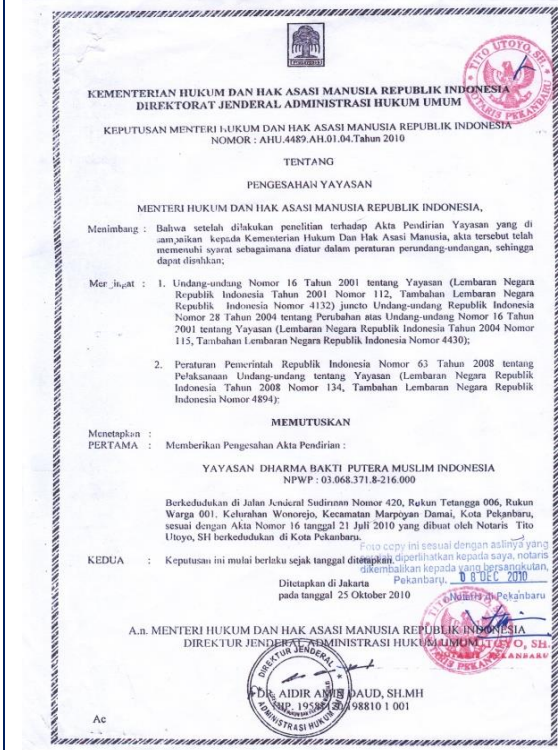 TITO UTOYO, SH.
NOTARIS PEKANBARU
KEMENTERIAN HUKUM DAN HAK ASASI MANUSIA REPUBLIK INDONESIA
DIREKTORAT JENDERAL ADMINISTRASI HUKUM UMUM
KEPUTUSAN MENTERI HUKUM DAN HAK ASASI MANUSIA REPUBLIK INDONESIA
NOMOR : AHU.4489.AH.01.04.Tahun 2010
TENTANG
PENGESAHAN YAYASAN
MENTERI HUKUM DAN HAK ASASI MANUSIA REPUBLIK INDONESIA,
Menimbang : Bahwa setelah dilakukan penelitian terhadap Akta Pendirian Yayasan yang di
sampaikan kepada Kementerian Hukum Dan Hak Asasi Manusia, akta tersebut telah
memenuhi syarat sebagaimana diatur dalam peraturan perundang-undangan, sehingga
dapat disahkan;
Mengingat : 1. Undang-undang Nomor 16 Tahun 2001 tentang Yayasan (Lembaran Negara
Republik Indonesia Tahun 2001 Nomor 112, Tambahan Lembaran Negara
Republik Indonesia Nomor 4132) juncto Undang-undang Republik Indonesia
Nomor 28 Tahun 2004 tentang Perubahan atas Undang-undang Nomor 16 Tahun
2001 tentang Yayasan (Lembaran Negara Republik Indonesia Tahun 2004 Nomor
115, Tambahan Lembaran Negara Republik Indonesia Nomor 4430);
2. Peraturan Pemerintah Republik Indonesia Nomor 63 Tahun 2008 tentang
Pelaksanaan Undang-undang tentang Yayasan (Lembaran Negara Republik
Indonesia Tahun 2008 Nomor 134, Tambahan Lembaran Negara Republik
Indonesia Nomor 4894);
MEMUTUSKAN
Menetapkan :
PERTAMA : Memberikan Pengesahan Akta Pendirian :
YAYASAN DHARMA BAKTI PUTERA MUSLIM INDONESIA
NPWP : 03.068.371.8-216.000
Berkedudukan di Jalan Jenderal Sudirman Nomor 420, Rukun Tetangga 006, Rukun
Warga 001, Kelurahan Wonorejo, Kecamatan Marpoyan Damai, Kota Pekanbaru,
sesuai dengan Akta Nomor 16 tanggal 21 Juli 2010 yang dibuat oleh Notaris Tito
Utoyo, SH berkedudukan di Kota Pekanbaru.
Foto copy ini sesuai dengan aslinya yang
KEDUA : Keputusan ini mulai berlaku sejak tanggal ditetapkan.
diperlihatkan kepada saya, notaris
dikembalikan kepada yang bersangkutan,
Pekanbaru, 08 DEC 2010
Ditetapkan di Jakarta
pada tanggal 25 Oktober 2010
Notaris di Pekanbaru
A.n. MENTERI HUKUM DAN HAK ASASI MANUSIA REPUBLIK INDONESIA
DIREKTUR JENDERAL ADMINISTRASI HUKUM UMUM
DIREKTUR JENDERAL
ADMINISTRASI HUKUM
DR. AIDIR AMIN DAUD, SH.MH
Ac